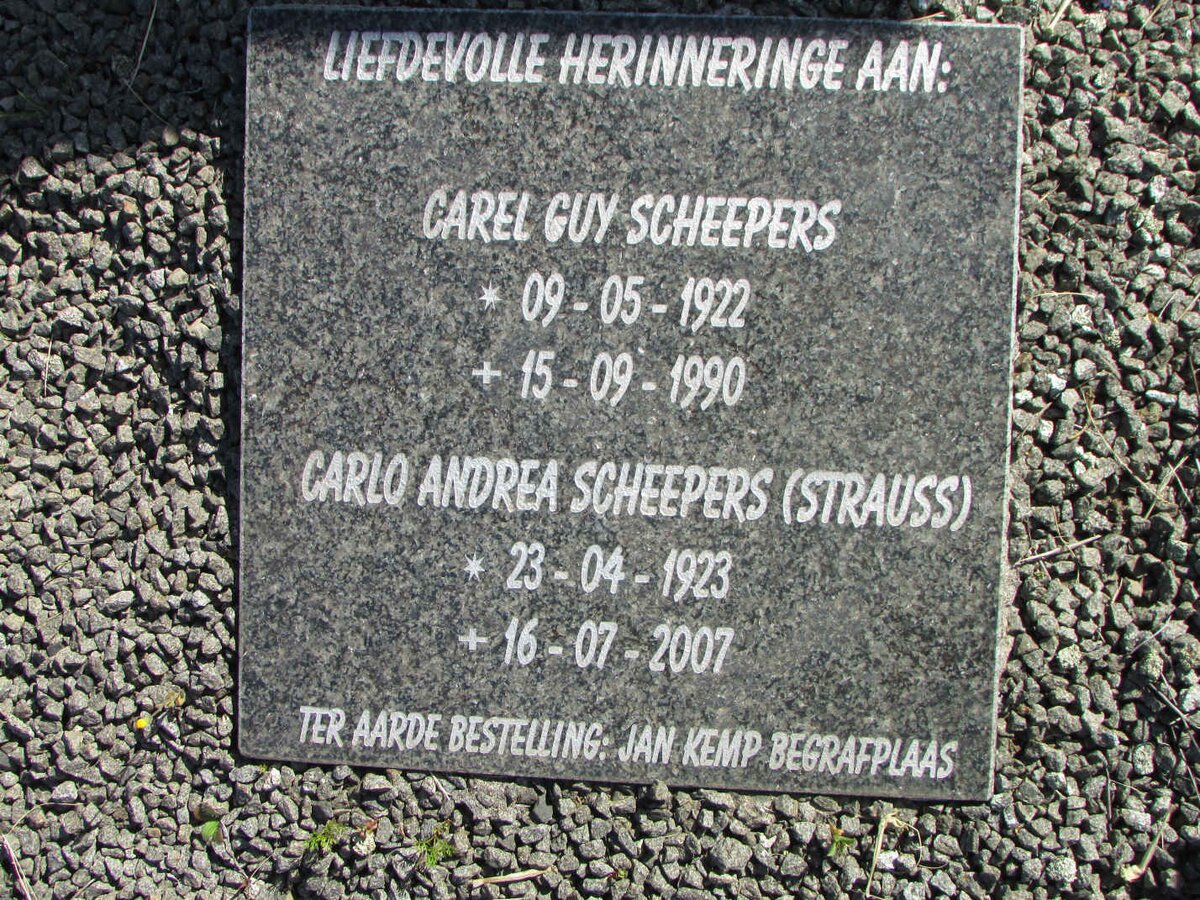 LIEFDEVOLLE HERINNERINGE AAN:
CAREL GUY SCHEEPERS
* 09 - 05 - 1922
+ 15 - 09 - 1990
CARLO ANDREA SCHEEPERS (STRAUSS)
* 23 - 04 - 1923
+ 16 - 07 - 2007
TER AARDE BESTELLING: JAN KEMP BEGRAFPLAAS